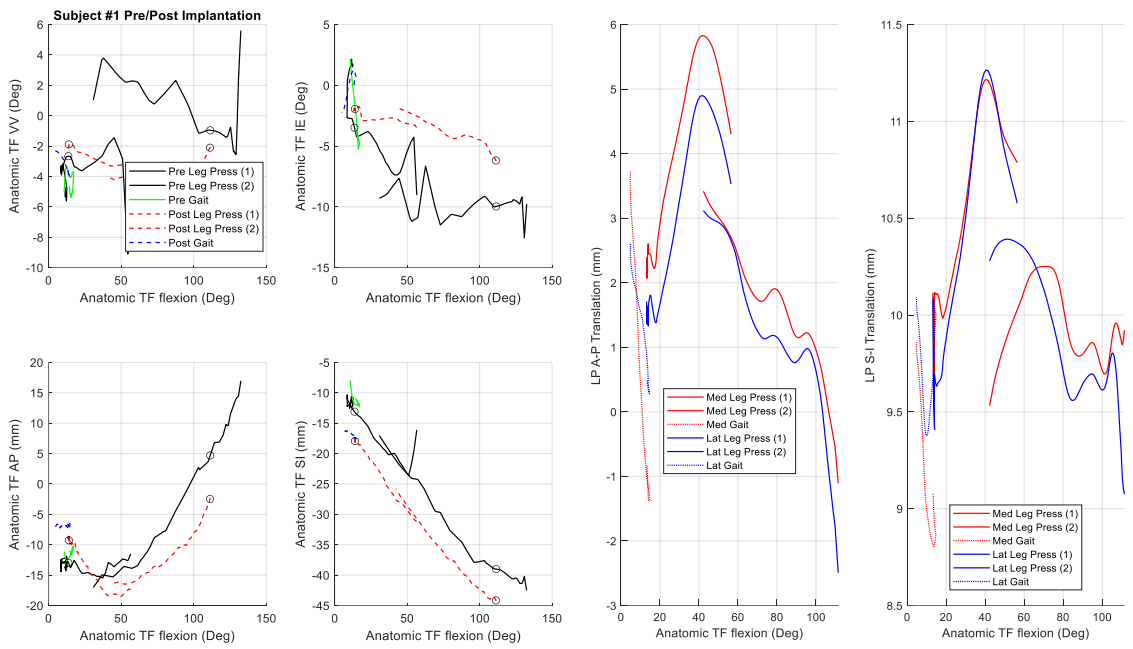 Subject #1 Pre/Post Implantation
6
4
2
0
-2
-4
-6
-8
-10
0
50
100
150
Anatomic TF VV (Deg)
Anatomic TF flexion (Deg)
Pre Leg Press (1)
Pre Leg Press (2)
Pre Gait
Post Leg Press (1)
Post Leg Press (2)
Post Gait
5
0
-5
-10
-15
0
50
100
150
Anatomic TF IE (Deg)
Anatomic TF flexion (Deg)
20
15
10
5
0
-5
-10
-15
-20
0
50
100
150
Anatomic TF AP (mm)
Anatomic TF flexion (Deg)
-5
-10
-15
-20
-25
-30
-35
-40
-45
0
50
100
150
Anatomic TF SI (mm)
Anatomic TF flexion (Deg)
6
5
4
3
2
1
0
-1
-2
-3
0
20
40
60
80
100
LP A-P Translation (mm)
Anatomic TF flexion (Deg)
Med Leg Press (1)
Med Leg Press (2)
Med Gait
Lat Leg Press (1)
Lat Leg Press (2)
Lat Gait
11.5
11
10.5
10
9.5
9
8.5
0
20
40
60
80
100
LP S-I Translation (mm)
Anatomic TF flexion (Deg)
Med Leg Press (1)
Med Leg Press (2)
Med Gait
Lat Leg Press (1)
Lat Leg Press (2)
Lat Gait